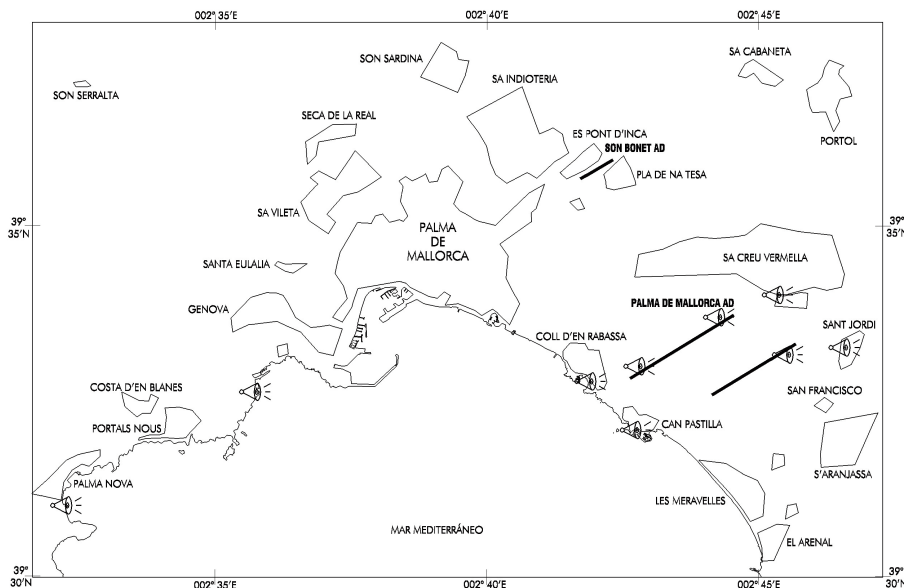 002° 35'E
002° 40'E
002° 45'E
SON SERRALTA
SON SARDINA
SA INDIOTERIA
SA CABANETA
PORTOL
SECA DE LA REAL
ES PONT D'INCA
SON BONET AD
PLA DE NA TESA
39°
35'N
39°
35'N
SA VILETA
PALMA
DE
MALLORCA
SANTA EULALIA
SA CREU VERMELLA
GENOVA
PALMA DE MALLORCA AD
COLL D'EN RABASSA
SANT JORDI
COSTA D'EN BLANES
SAN FRANCISCO
PORTALS NOUS
CAN PASTILLA
PALMA NOVA
S'ARANJASSA
LES MERAVELLES
MAR MEDITERRÁNEO
EL ARENAL
39°
30'N
39°
30'N
002° 35'E
002° 40'E
002° 45'E